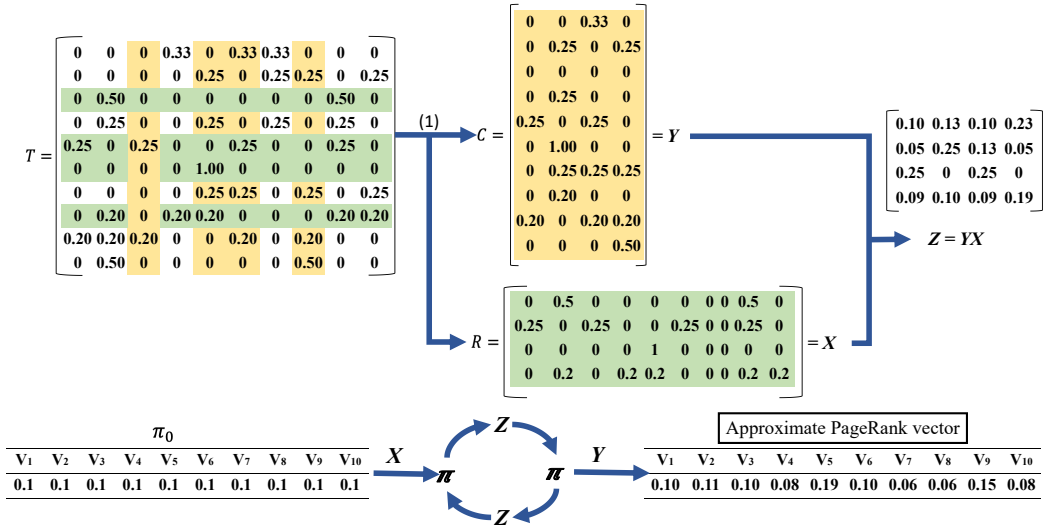 T =
0 0 0 0.33 0 0.33 0.33 0 0 0
0 0 0 0 0.25 0 0.25 0.25 0 0.25
0 0.50 0 0 0 0 0 0 0.50 0
0 0.25 0 0 0.25 0 0.25 0 0.25 0
0.25 0 0.25 0 0 0.25 0 0 0.25 0
0 0 0 0 1.00 0 0 0 0 0
0 0 0 0 0.25 0.25 0 0.25 0 0.25
0 0.20 0 0.20 0.20 0 0 0 0.20 0.20
0.20 0.20 0.20 0 0 0.20 0 0.20 0 0
0 0.50 0 0 0 0 0 0.50 0 0
(1)
C =
0 0 0.33 0
0 0.25 0 0.25
0 0 0 0
0 0.25 0 0
0.25 0 0.25 0
0 1.00 0 0
0 0.25 0.25 0.25
0 0.20 0 0
0.20 0 0.20 0.20
0 0 0 0.50
= Y
R =
0 0.5 0 0 0 0 0 0 0.5 0
0.25 0 0.25 0 0 0.25 0 0 0.25 0
0 0 0 0 1 0 0 0 0 0
0 0.2 0 0.2 0.2 0 0 0 0.2 0.2
= X
0.10 0.13 0.10 0.23
0.05 0.25 0.13 0.05
0.25 0 0.25 0
0.09 0.10 0.09 0.19
Z = YX
π0
V1 V2 V3 V4 V5 V6 V7 V8 V9 V10
0.1 0.1 0.1 0.1 0.1 0.1 0.1 0.1 0.1 0.1
X
Z
π
π
Z
Y
Approximate PageRank vector
V1 V2 V3 V4 V5 V6 V7 V8 V9 V10
0.10 0.11 0.10 0.08 0.19 0.10 0.06 0.06 0.15 0.08